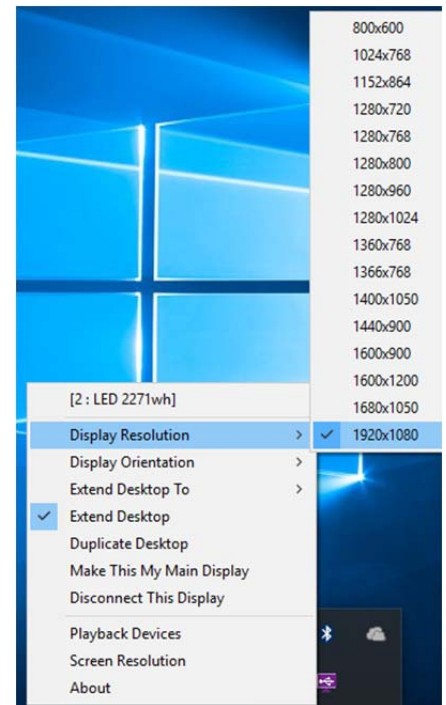 800x600
1024x768
1152x864
1280x720
1280x768
1280x800
1280x960
1280x1024
1360x768
1366x768
1400x1050
1440x900
1600x900
1600x1200
1680x1050
1920x1080
[2 : LED 2271wh]
Display Resolution
Display Orientation
Extend Desktop To
Extend Desktop
Duplicate Desktop
Make This My Main Display
Disconnect This Display
Playback Devices
Screen Resolution
About